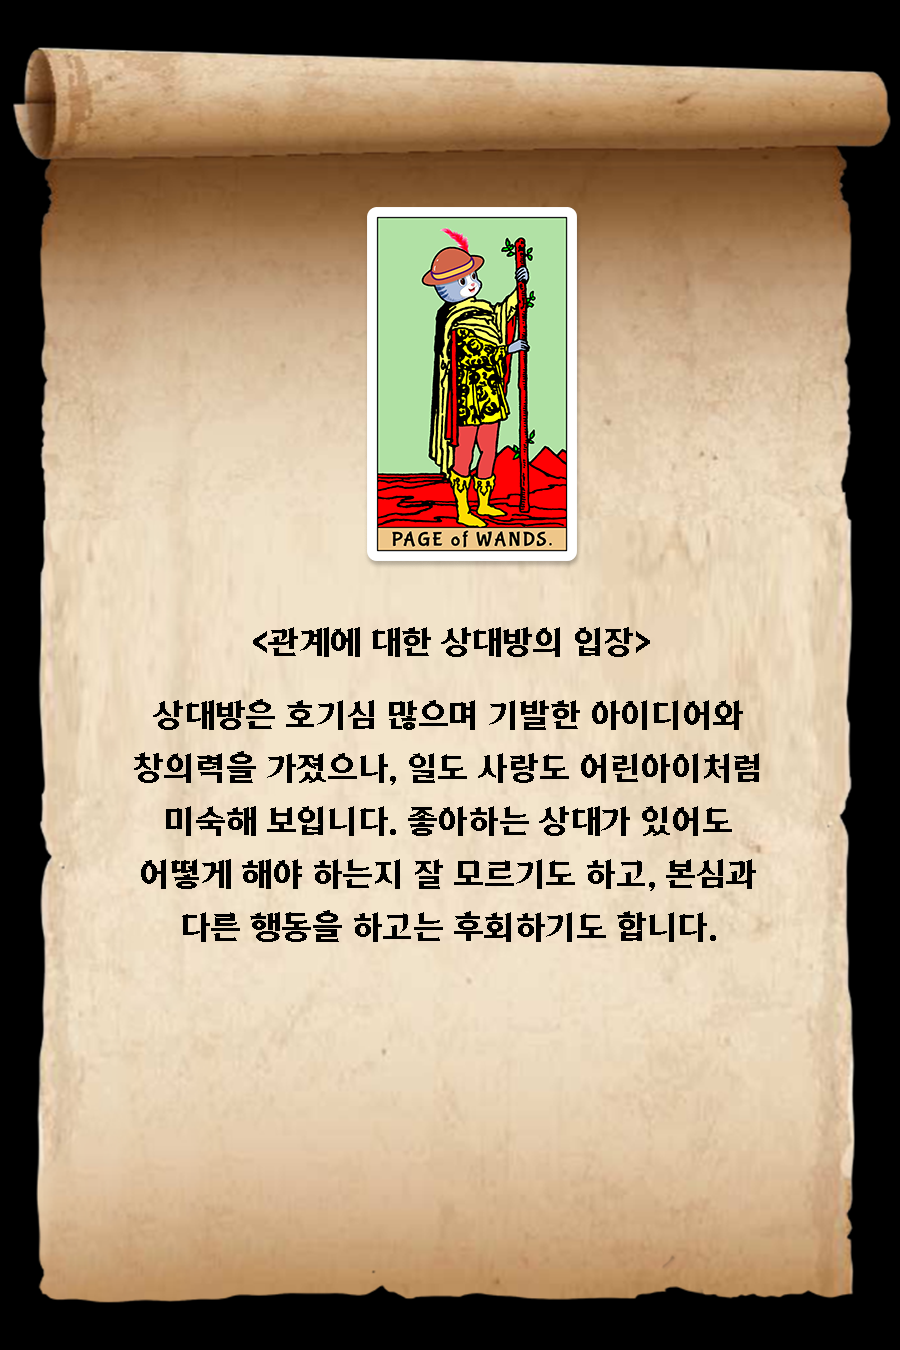 PAGE of WANDS.
<관계에 대한 상대방의 입장>
상대방은 호기심 많으며 기발한 아이디어와
창의력을 가졌으나, 일도 사랑도 어린아이처럼
미숙해 보입니다. 좋아하는 상대가 있어도
어떻게 해야 하는지 잘 모르기도 하고, 본심과
다른 행동을 하고는 후회하기도 합니다.